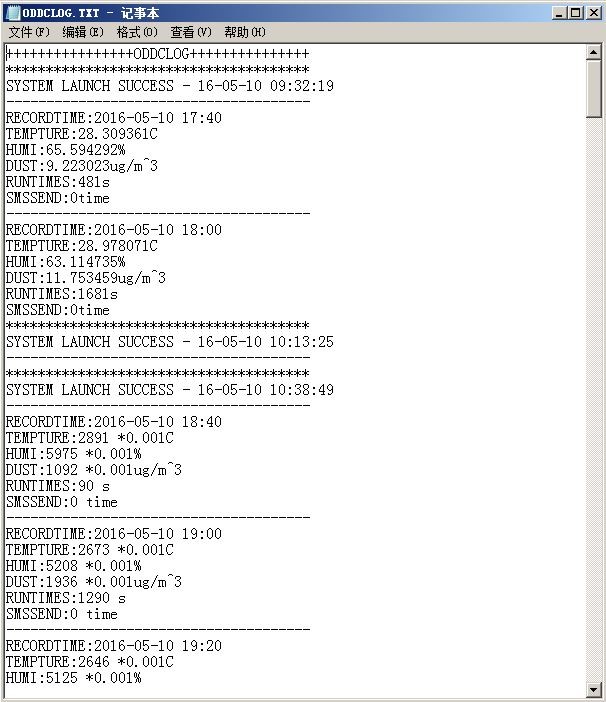 ODDCLOG.TXT - 记事本
文件(F) 编辑(E) 格式(O) 查看(V) 帮助(H)
++++++++++++++++ODDCLOG+++++++++++++++
**************************************
SYSTEM LAUNCH SUCCESS - 16-05-10 09:32:19
--------------------------------------
RECORDTIME:2016-05-10 17:40
TEMPTURE:28.309361C
HUMI:65.594292%
DUST:9.223023ug/m^3
RUNTIMES:481s
SMSSEND:0time
--------------------------------------
RECORDTIME:2016-05-10 18:00
TEMPTURE:28.978071C
HUMI:63.114735%
DUST:11.753459ug/m^3
RUNTIMES:1681s
SMSSEND:0time
**************************************
SYSTEM LAUNCH SUCCESS - 16-05-10 10:13:25
--------------------------------------
**************************************
SYSTEM LAUNCH SUCCESS - 16-05-10 10:38:49
--------------------------------------
RECORDTIME:2016-05-10 18:40
TEMPTURE:2891 *0.001C
HUMI:5975 *0.001%
DUST:1092 *0.001ug/m^3
RUNTIMES:90 s
SMSSEND:0 time
--------------------------------------
RECORDTIME:2016-05-10 19:00
TEMPTURE:2673 *0.001C
HUMI:5208 *0.001%
DUST:1936 *0.001ug/m^3
RUNTIMES:1290 s
SMSSEND:0 time
--------------------------------------
RECORDTIME:2016-05-10 19:20
TEMPTURE:2646 *0.001C
HUMI:5125 *0.001%